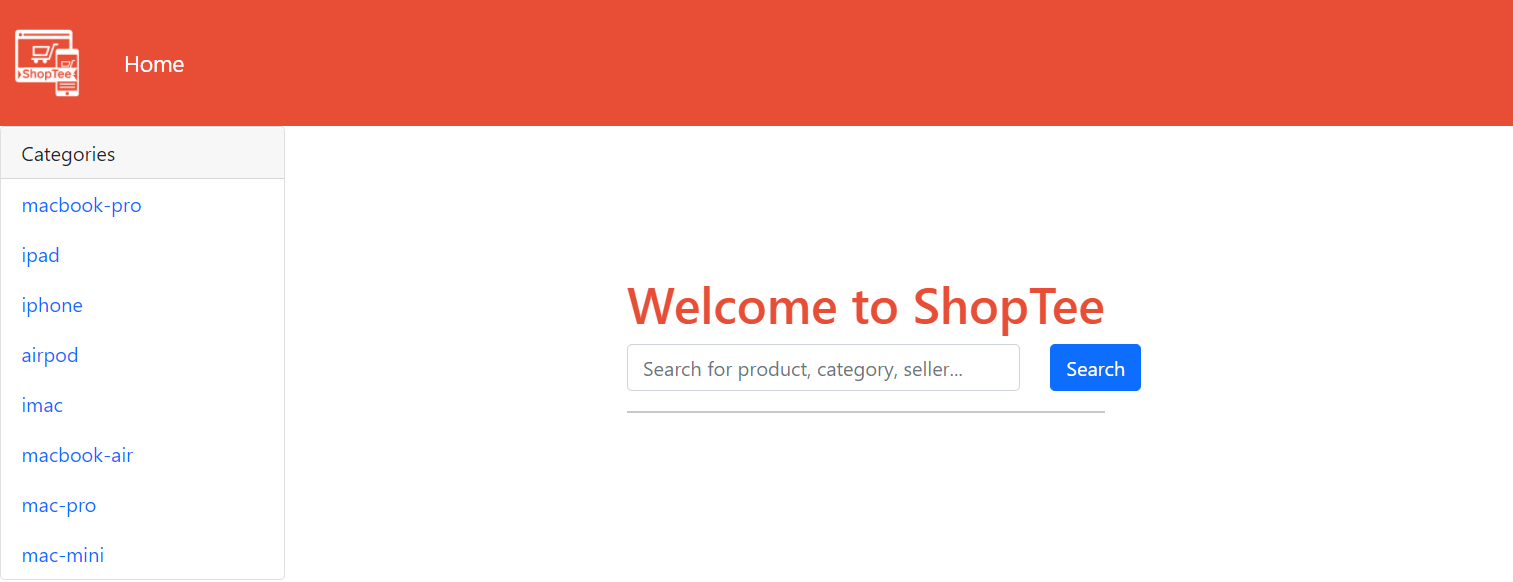 ShopTee
Home
Categories
macbook-pro
ipad
iphone
airpod
imac
macbook-air
mac-pro
mac-mini
Welcome to ShopTee
Search for product, category, seller...
Search